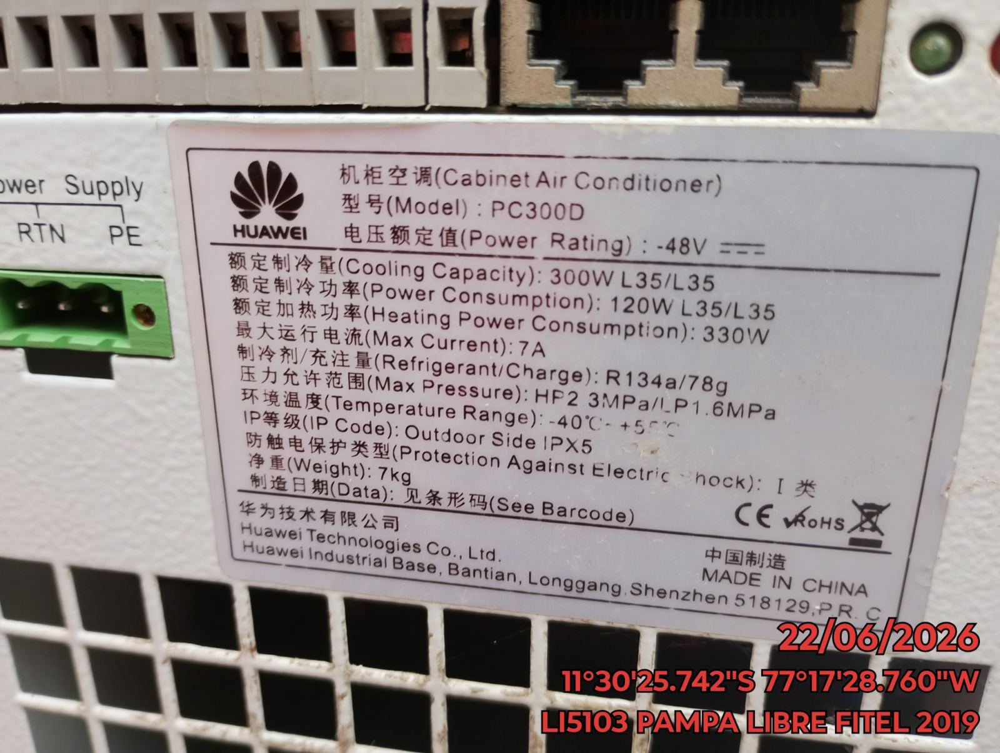 Power Supply
RTN PE
HUAWEI
机柜空调(Cabinet Air Conditioner)
型号(Model) : PC300D
电压额定值(Power Rating) : -48V
额定制冷量(Cooling Capacity): 300W L35/L35
额定制冷功率(Power Consumption): 120W L35/L35
额定加热功率(Heating Power Consumption): 330W
最大运行电流(Max Current): 7A
制冷剂/充注量(Refrigerant/Charge): R134a/78g
压力允许范围(Max Pressure): HP2.3MPa/LP1.6MPa
环境温度(Temperature Range): -40℃~ +55℃
IP等级(IP Code): Outdoor Side IPX5
防触电保护类型(Protection Against Electric Shock): I 类
净重(Weight): 7kg
制造日期(Data): 见条形码(See Barcode)
CE RoHS
华为技术有限公司
Huawei Technologies Co., Ltd.
Huawei Industrial Base, Bantian, Longgang,Shenzhen 518129,P.R. C
中国制造
MADE IN CHINA
22/06/2026
11°30'25.742"S 77°17'28.760"W
LI5103 PAMPA LIBRE FITEL 2019